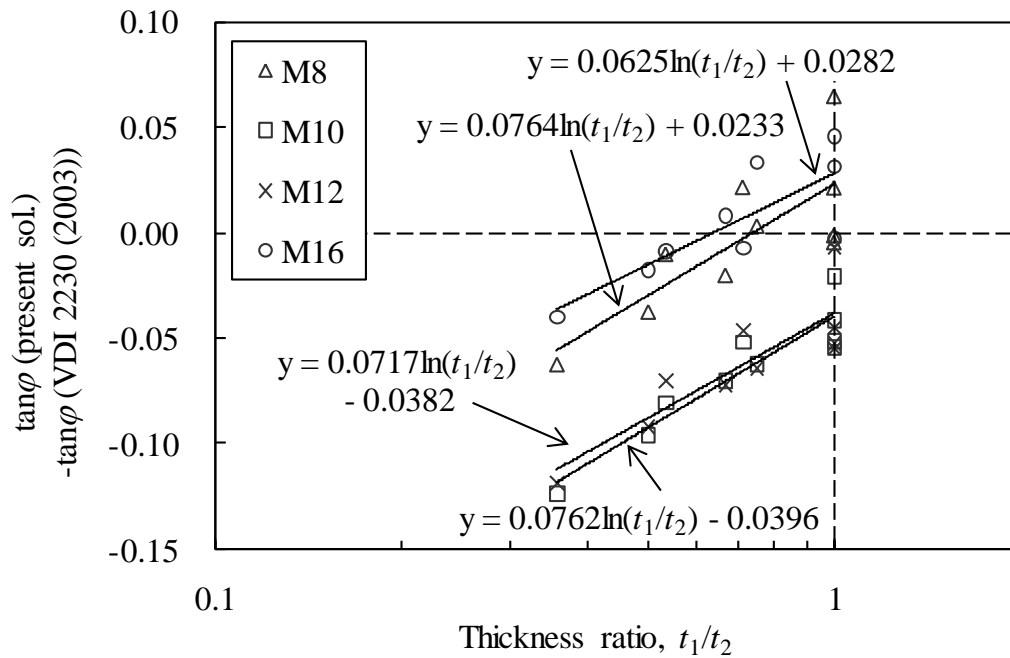 tanφ (present sol.)
-tanφ (VDI 2230 (2003))
0.10
0.05
0.00
-0.05
-0.10
-0.15
M8
M10
M12
M16
y = 0.0625ln(t₁/t₂) + 0.0282
y = 0.0764ln(t₁/t₂) + 0.0233
y = 0.0717ln(t₁/t₂)
- 0.0382
y = 0.0762ln(t₁/t₂) - 0.0396
0.1
1
Thickness ratio, t₁/t₂